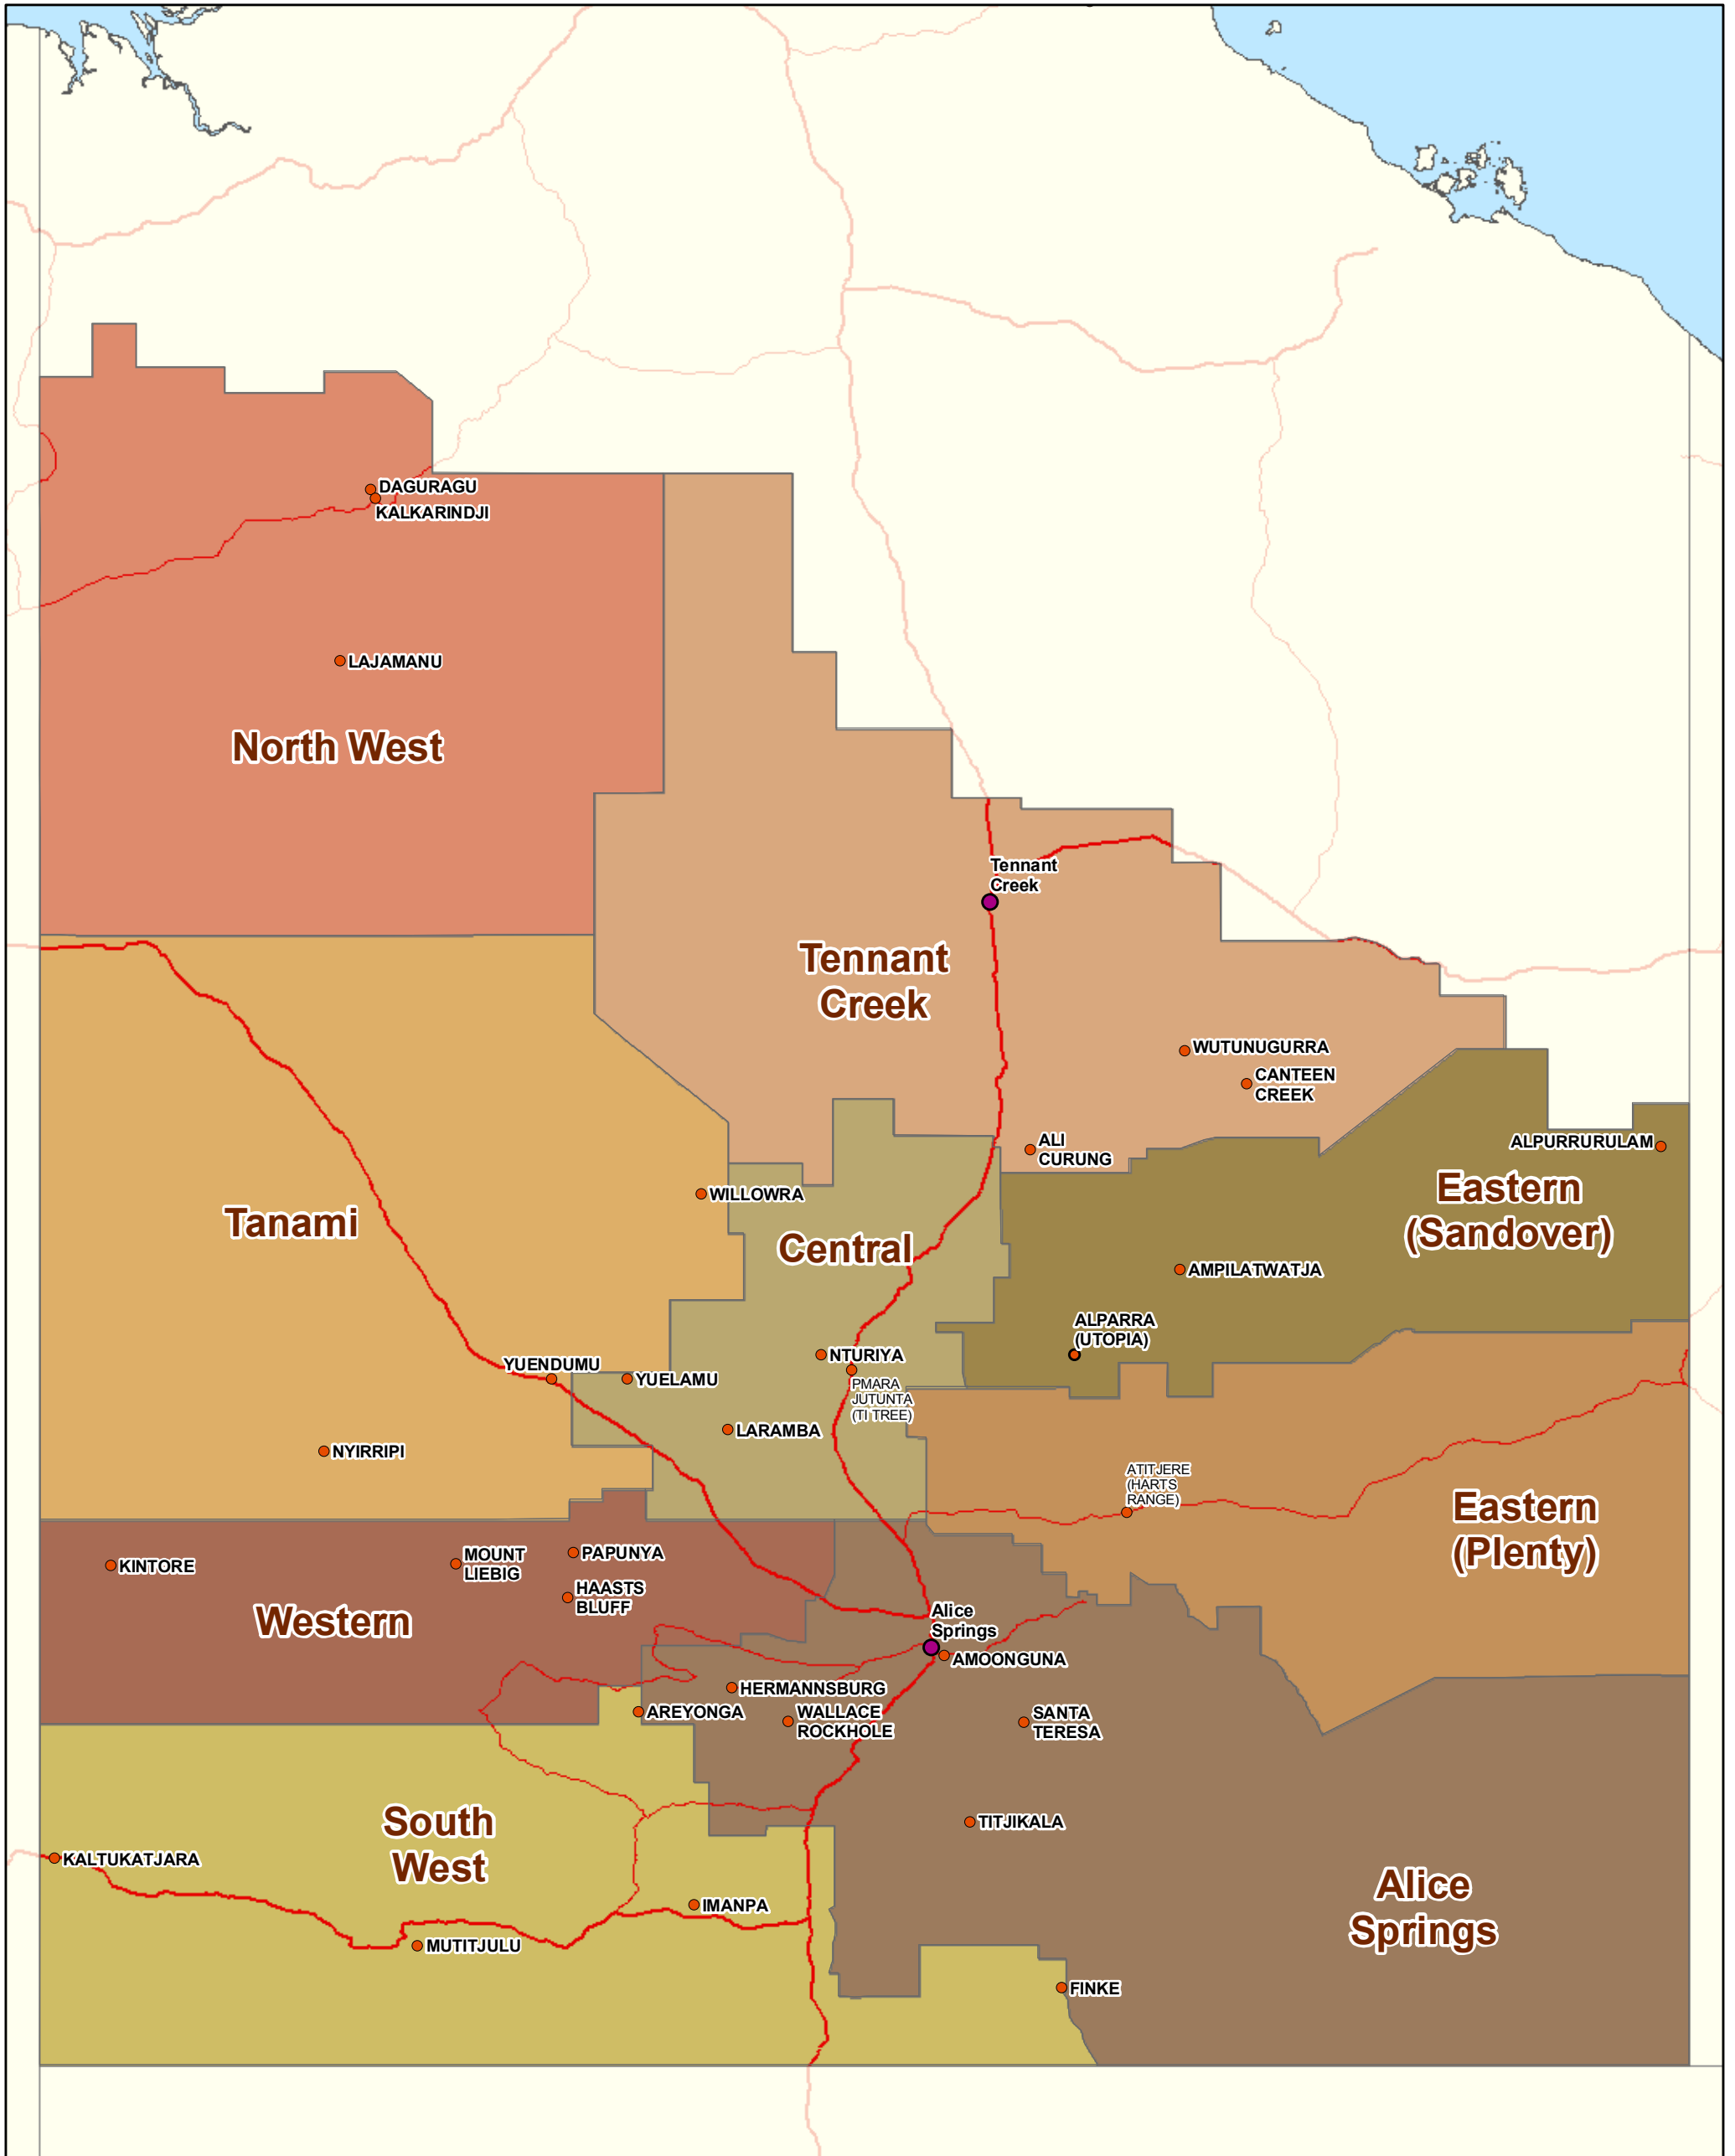 DAGURAGU
KALKARINDJI
LAJAMANU
North West
Tennant
Creek
Tennant
Creek
WUTUNUGURRA
CANTEEN
CREEK
ALI
CURUNG
ALPURRURULAM
WILLOWRA
Eastern
(Sandover)
Tanami
Central
AMPILATWATJA
ALPARRA
(UTOPIA)
NTURIYA
YUENDUMU
YUELAMU
PMARA
JUTUNTA
(TI TREE)
LARAMBA
NYIRRIPI
ATITJERE
(HARTS
RANGE)
Eastern
(Plenty)
KINTORE
MOUNT
LIEBIG
PAPUNYA
HAASTS
BLUFF
Western
Alice
Springs
AMOONGUNA
HERMANNSBURG
AREYONGA
WALLACE
ROCKHOLE
SANTA
TERESA
South
West
TITJIKALA
KALTUKATJARA
Alice
Springs
IMANPA
MUTITJULU
FINKE